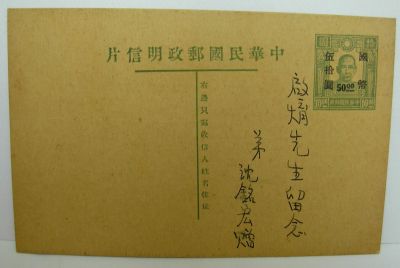 片信明政郵國民華中
右邊只寫收信人姓名住址
國幣
伍拾圓
50.00
啟
先生留念
弟
沈銘宏贈